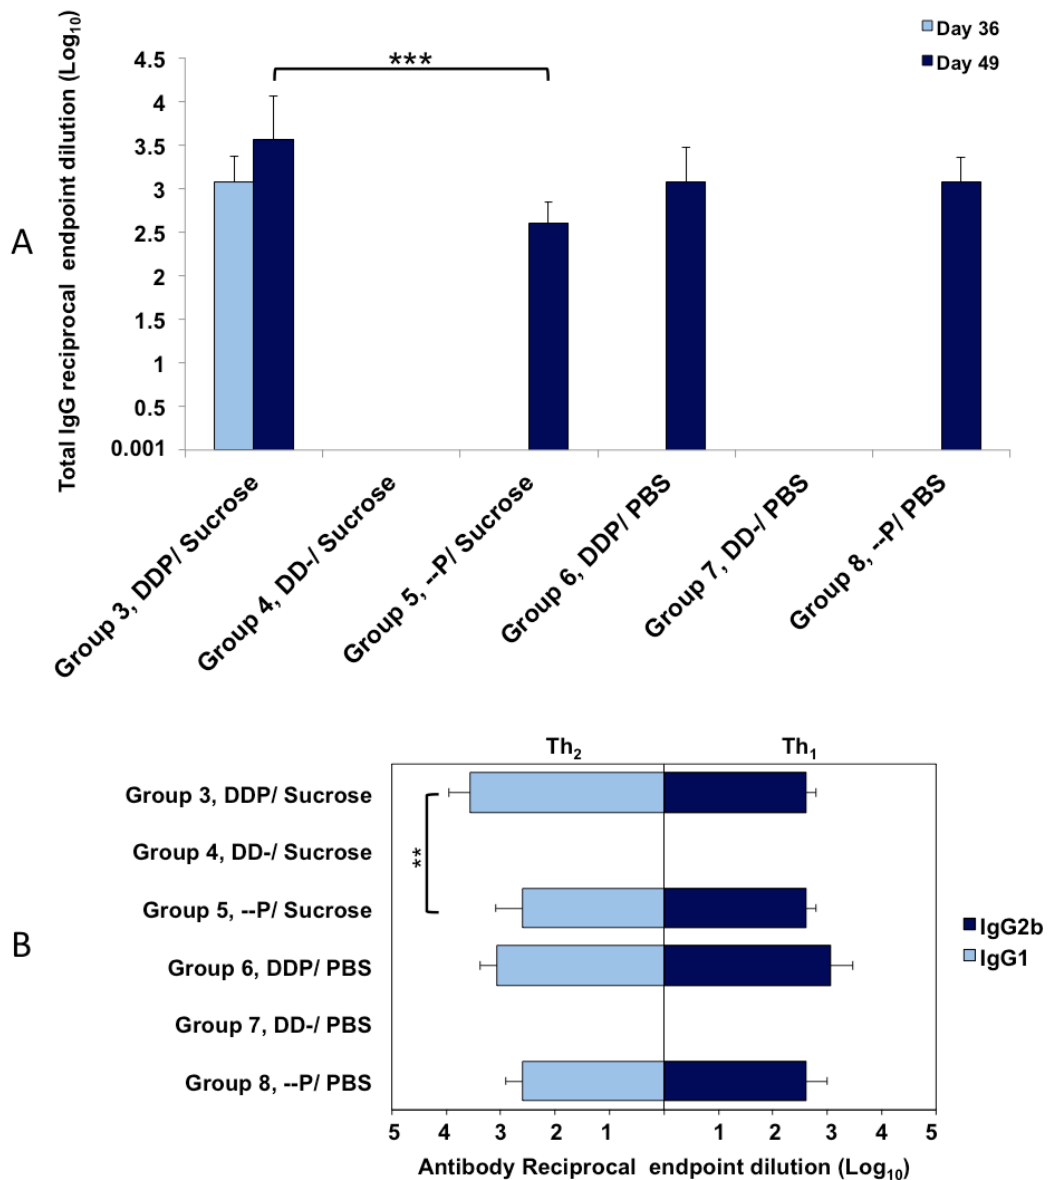 A
Total IgG reciprocal endpoint dilution (Log10)
Day 36
Day 49
4.5
4
3.5
3
2.5
2
1.5
1
0.5
0.001
***
Group 3, DDP/ Sucrose
Group 4, DD-/ Sucrose
Group 5, --P/ Sucrose
Group 6, DDP/ PBS
Group 7, DD-/ PBS
Group 8, --P/ PBS
B
Th2 Th1
Group 3, DDP/ Sucrose
Group 4, DD-/ Sucrose
Group 5, --P/ Sucrose
Group 6, DDP/ PBS
Group 7, DD-/ PBS
Group 8, --P/ PBS
**
IgG2b
IgG1
5 4 3 2 1 1 2 3 4 5
Antibody Reciprocal endpoint dilution (Log10)